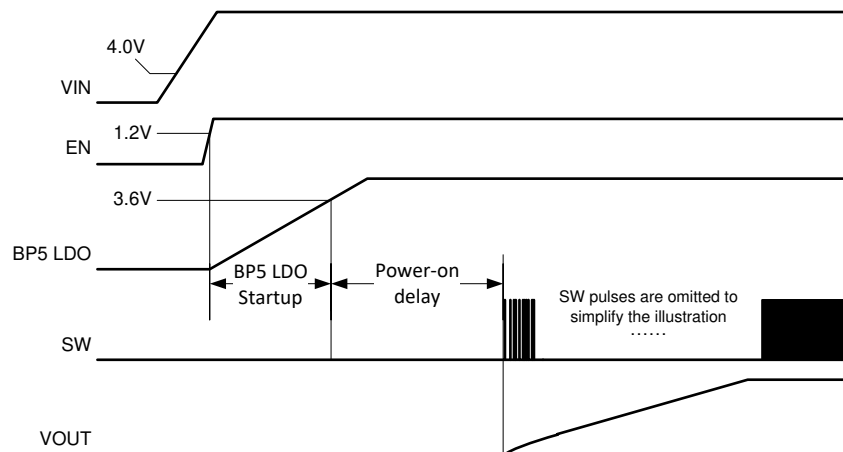 4.0V
VIN
1.2V
EN
3.6V
BP5 LDO
BP5 LDO
Startup
Power-on
delay
SW pulses are omitted to
simplify the illustration
......
SW
VOUT